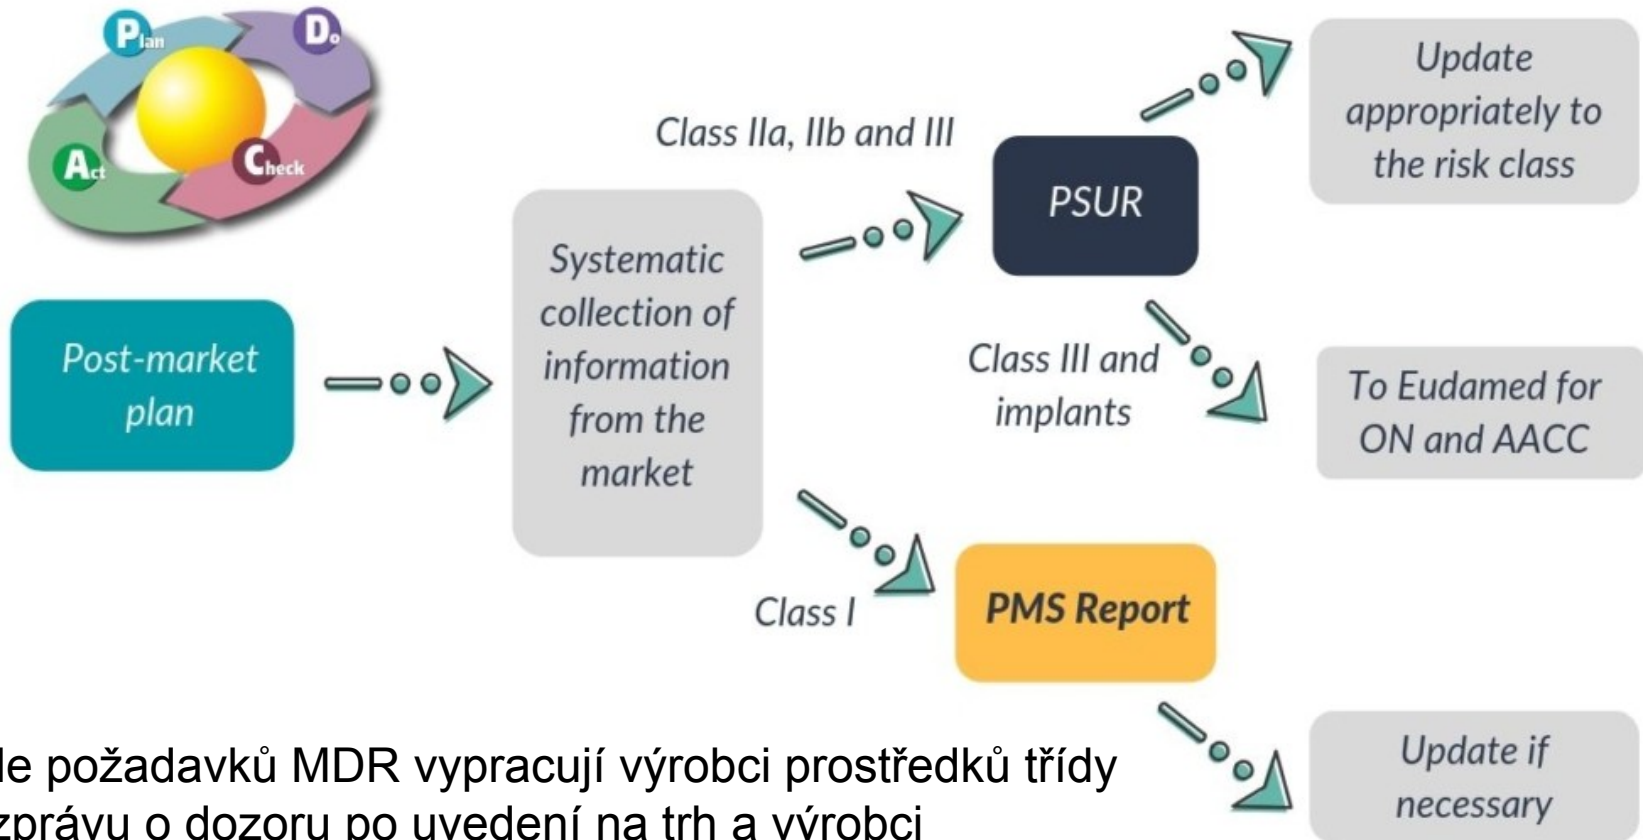 Plan
Do
Act
Check
Post-market
plan
Systematic
collection of
information
from the
market
Class IIa, IIb and III
PSUR
Update
appropriately to
the risk class
Class III and
implants
To Eudamed for
ON and AACC
Class I
PMS Report
Update if
necessary
le požadavků MDR vypracují výrobci prostředků třídy
zprávu o dozoru po uvedení na trh a výrobci